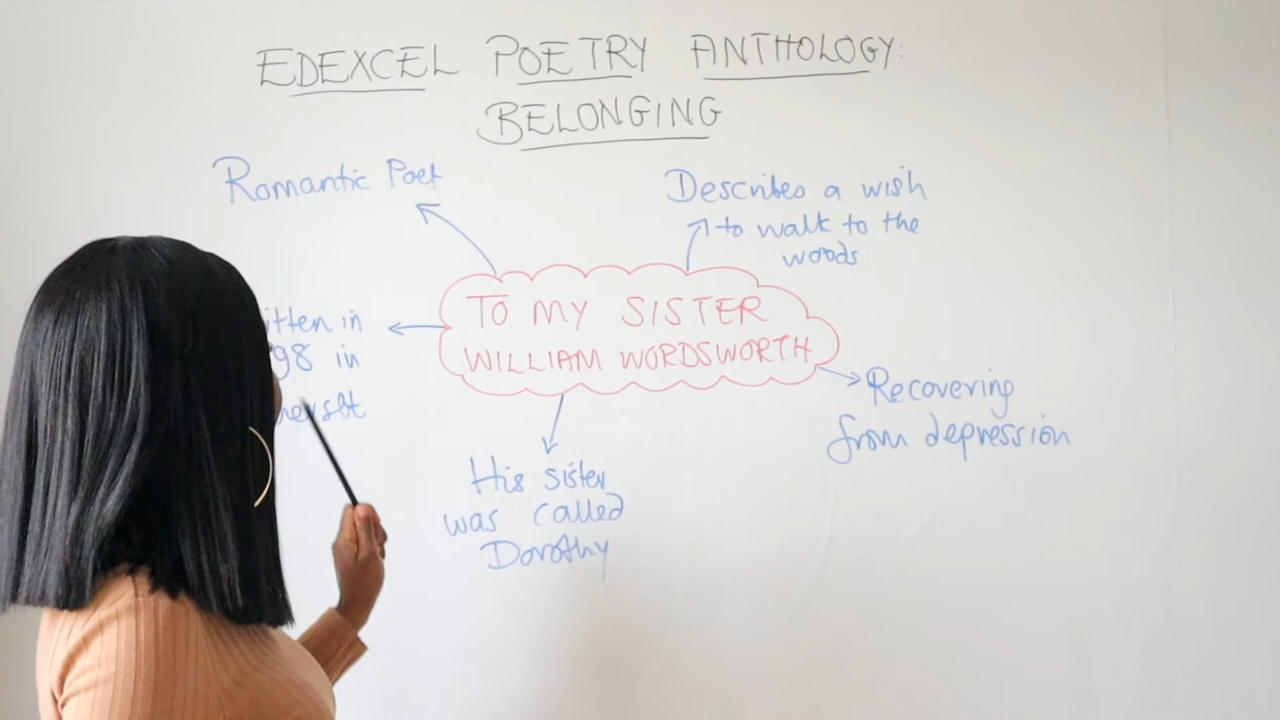 EDEXCEL POETRY ANTHOLOGY:
BELONGING
Romantic Poet
Describes a wish
to walk to the
woods
TO MY SISTER
WILLIAM WORDSWORTH
in
98 in
Recovering
from depression
His sister
was called
Dorothy